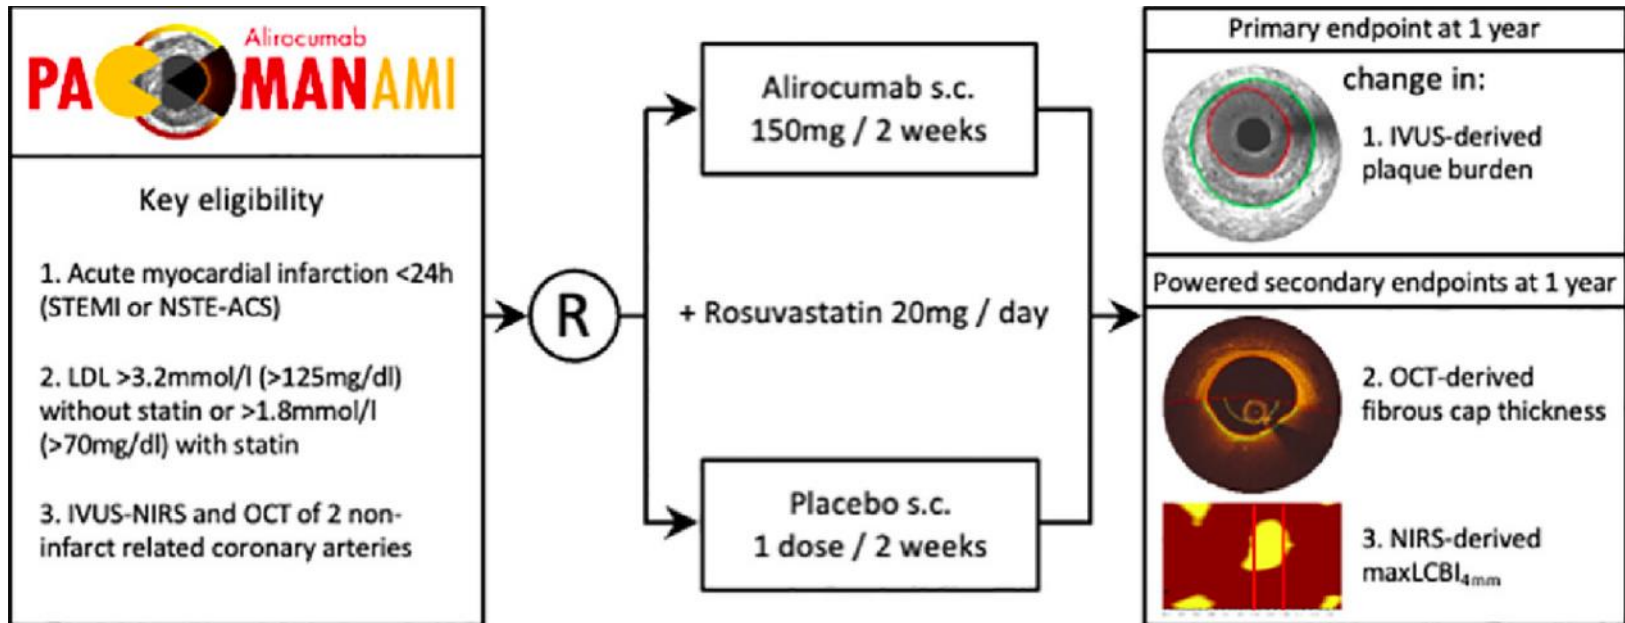 Alirocumab
PACMANAMI
Key eligibility
1. Acute myocardial infarction <24h
(STEMI or NSTE-ACS)
2. LDL >3.2mmol/l (>125mg/dl)
without statin or >1.8mmol/l
(>70mg/dl) with statin
3. IVUS-NIRS and OCT of 2 non-
infarct related coronary arteries
R
Alirocumab s.c.
150mg / 2 weeks
+ Rosuvastatin 20mg / day
Placebo s.c.
1 dose / 2 weeks
Primary endpoint at 1 year
change in:
1. IVUS-derived
plaque burden
Powered secondary endpoints at 1 year
2. OCT-derived
fibrous cap thickness
3. NIRS-derived
maxLCBI4mm